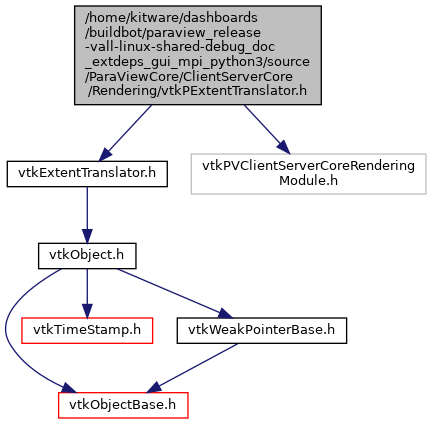 /home/kitware/dashboards
/buildbot/paraview_release
-vall-linux-shared-debug_doc
_extdeps_gui_mpi_python3/source
/ParaViewCore/ClientServerCore
/Rendering/vtkPExtentTranslator.h
vtkExtentTranslator.h
vtkPVClientServerCoreRendering
Module.h
vtkObject.h
vtkTimeStamp.h
vtkWeakPointerBase.h
vtkObjectBase.h